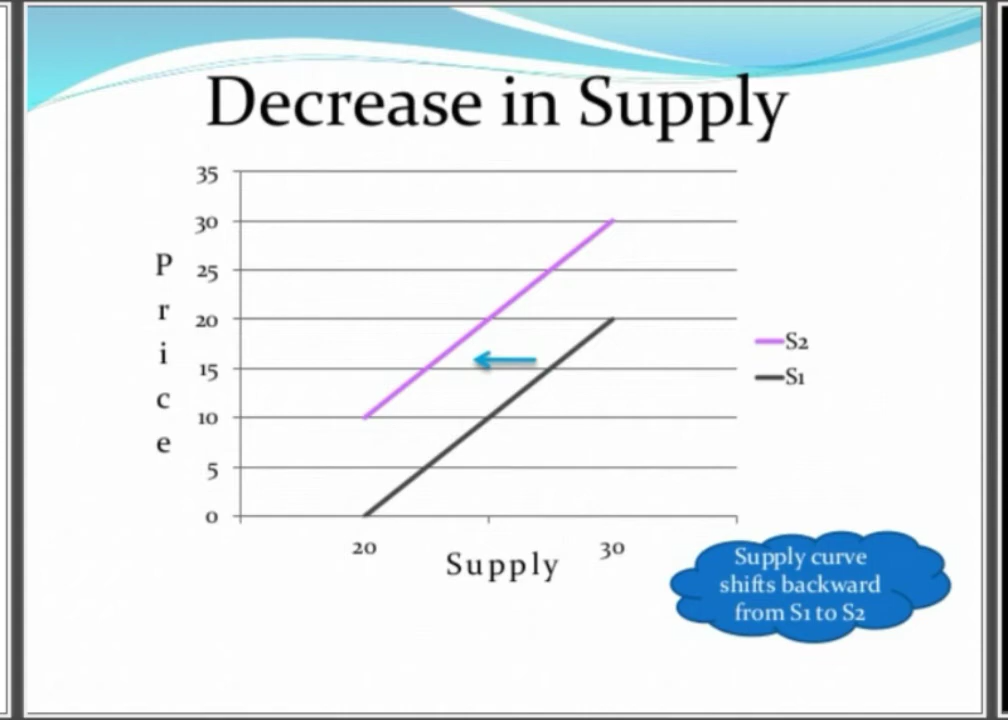 Decrease in Supply
35
30
25
20
15
10
5
0
Price
20
30
Supply
S2
S1
Supply curve
shifts backward
from S1 to S2